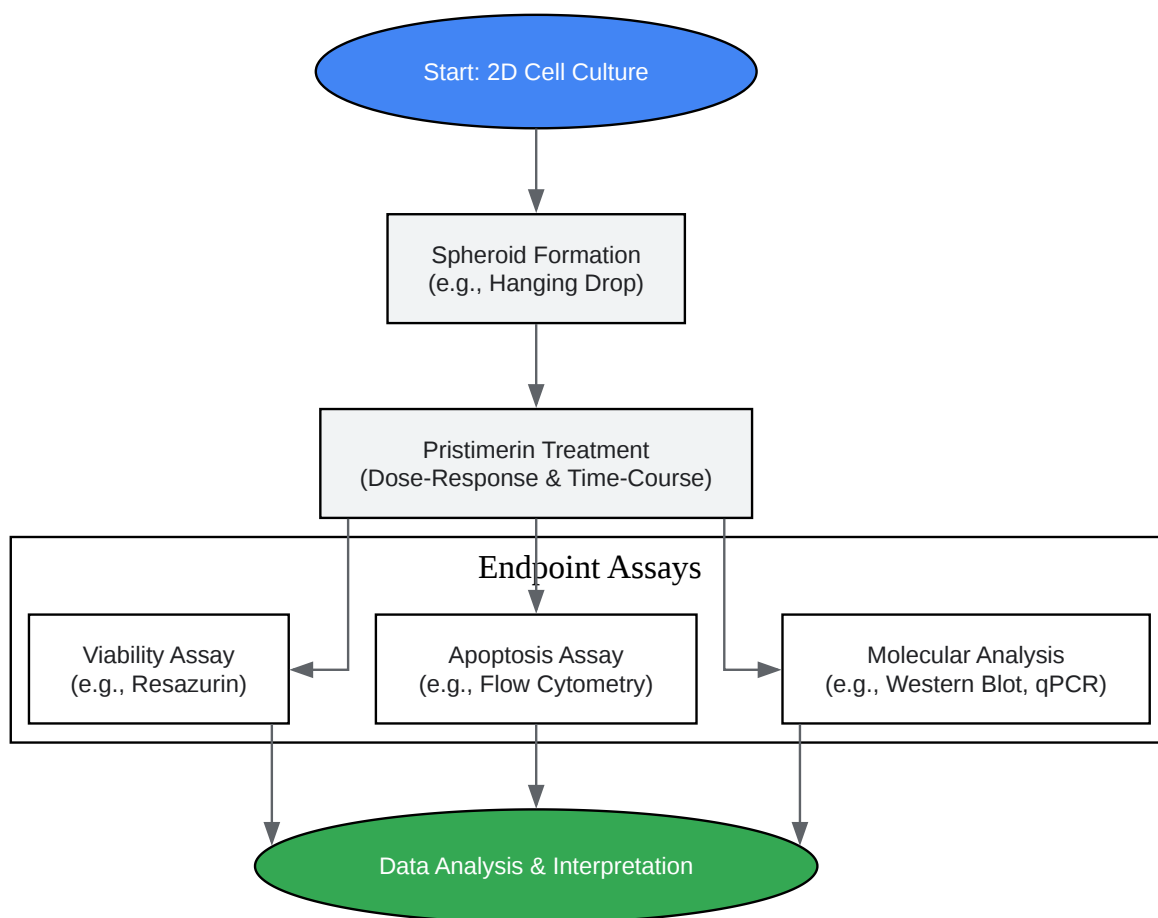 Start: 2D Cell Culture
Spheroid Formation
(e.g., Hanging Drop)
Pristimerin Treatment
(Dose-Response & Time-Course)
Endpoint Assays
Viability Assay
(e.g., Resazurin)
Apoptosis Assay
(e.g., Flow Cytometry)
Molecular Analysis
(e.g., Western Blot, qPCR)
Data Analysis & Interpretation